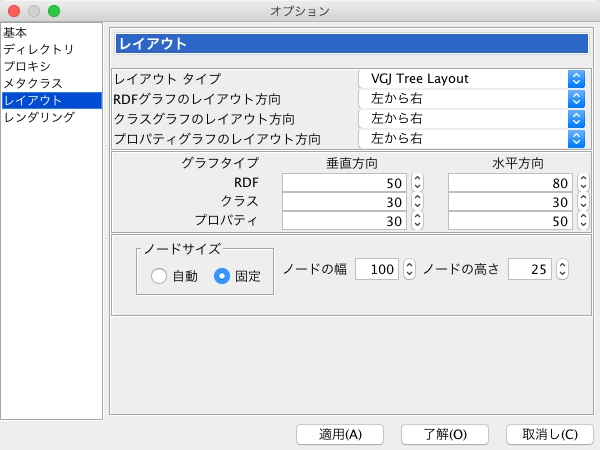 オプション
基本
ディレクトリ
プロキシ
メタクラス
レイアウト
レンダリング
レイアウト
レイアウト タイプ VGJ Tree Layout
RDFグラフのレイアウト方向 左から右
クラスグラフのレイアウト方向 左から右
プロパティグラフのレイアウト方向 左から右
グラフタイプ 垂直方向 水平方向
RDF 50 80
クラス 30 30
プロパティ 30 50
ノードサイズ
自動 固定 ノードの幅 100 ノードの高さ 25
適用(A) 了解(O) 取消し(C)